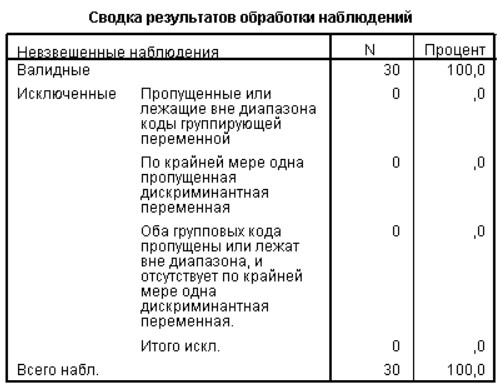 Сводка результатов обработки наблюдений
Невзвешенные наблюдения N Процент
Валидные 30 100,0
Исключенные Пропущенные или 0 ,0
лежащие вне диапазона
коды группирующей
переменной
По крайней мере одна 0 ,0
пропущенная
дискриминантная
переменная
Оба групповых кода 0 ,0
пропущены или лежат
вне диапазона, и
отсутствует по крайней
мере одна
дискриминантная
переменная.
Итого искл. 0 ,0
Всего набл. 30 100,0